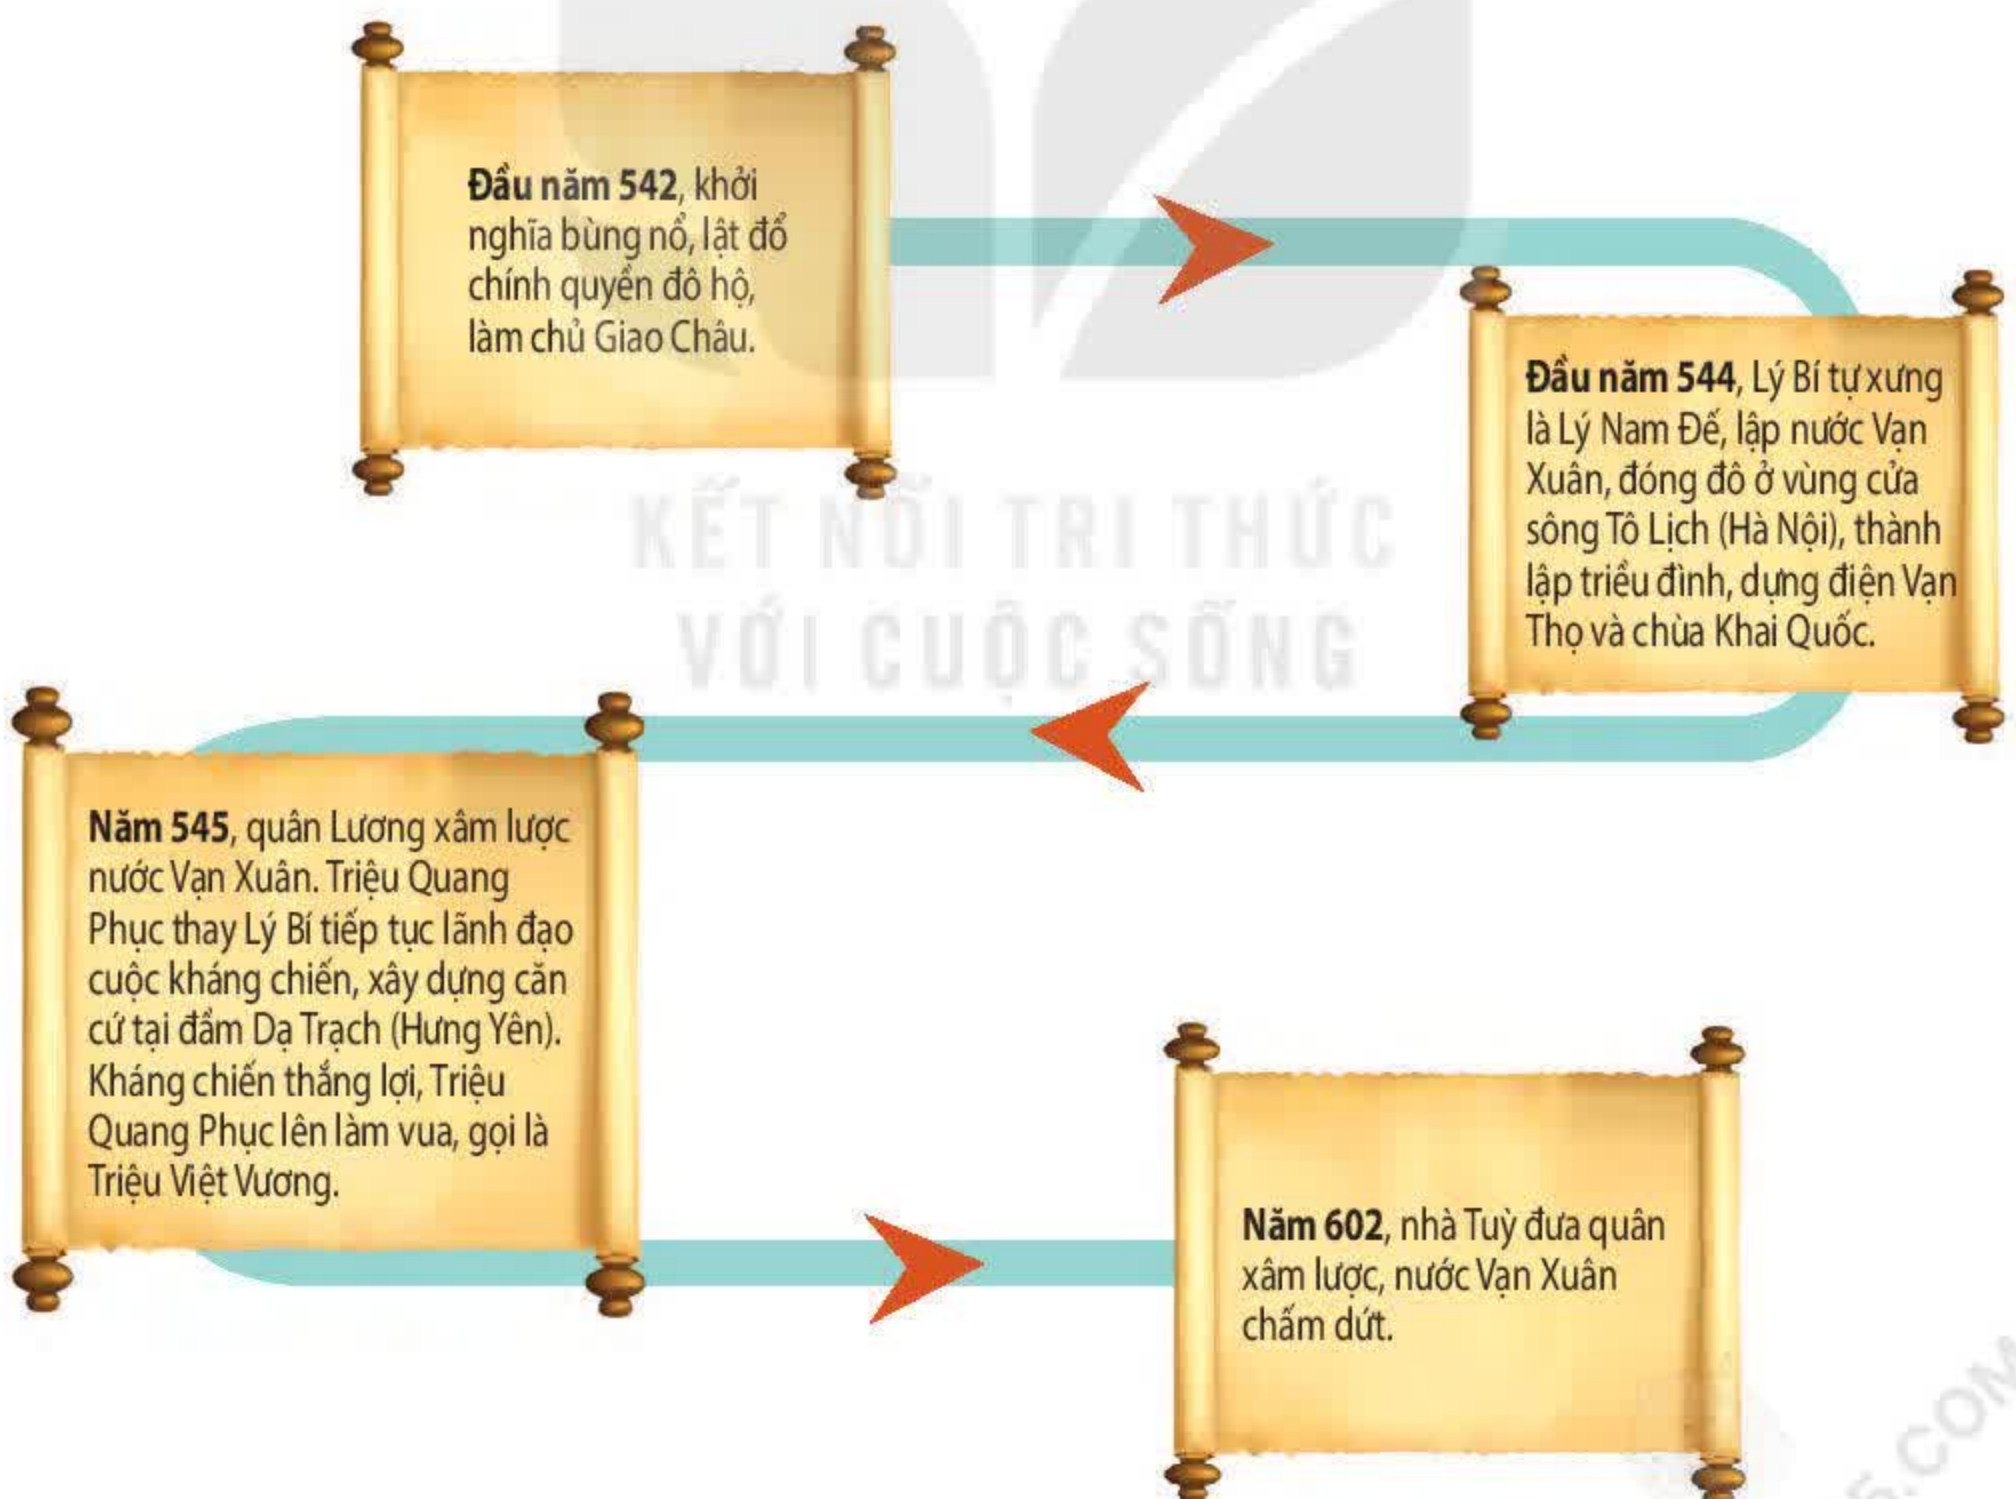 Đầu năm 542, khởi
nghĩa bùng nổ, lật đổ
chính quyền đô hộ,
làm chủ Giao Châu.
Đầu năm 544, Lý Bí tự xưng
là Lý Nam Đế, lập nước Vạn
Xuân, đóng đô ở vùng cửa
sông Tô Lịch (Hà Nội), thành
lập triều đình, dựng điện Vạn
Thọ và chùa Khai Quốc.
KẾT NỐI TRI THỨC
VỚI CUỘC SỐNG
Năm 545, quân Lương xâm lược
nước Vạn Xuân. Triệu Quang
Phục thay Lý Bí tiếp tục lãnh đạo
cuộc kháng chiến, xây dựng căn
cứ tại đầm Dạ Trạch (Hưng Yên).
Kháng chiến thắng lợi, Triệu
Quang Phục lên làm vua, gọi là
Triệu Việt Vương.
Năm 602, nhà Tuỳ đưa quân
xâm lược, nước Vạn Xuân
chấm dứt.
.COM